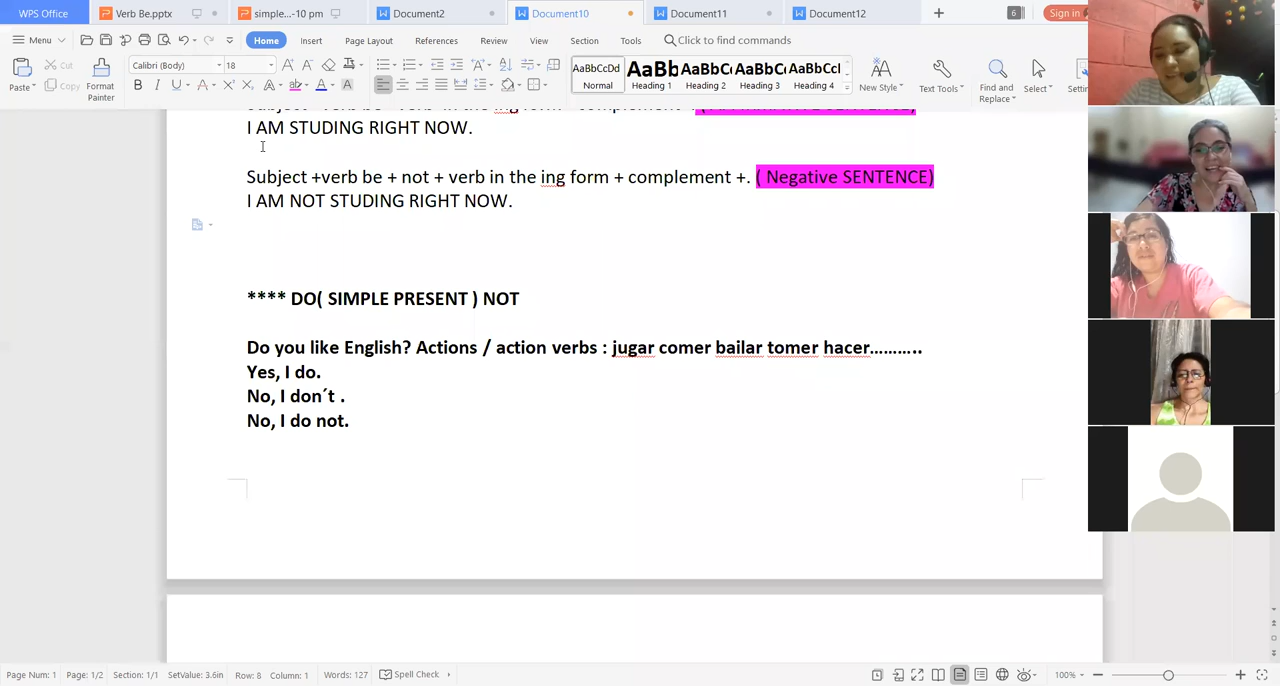 WPS Office
Verb Be.pptx
simple...-10 pm
Document2
Document10
Document11
Document12
6
Sign in
Menu
Home
Insert
Page Layout
References
Review
View
Section
Tools
Click to find commands
Paste
Cut
Copy
Format Painter
Calibri (Body)
18
AaBbCcDd
Normal
Heading 1
Heading 2
Heading 3
Heading 4
New Style
Text Tools
Find and Replace
Select
I AM STUDING RIGHT NOW.
Subject +verb be + not + verb in the ing form + complement +. ( Negative SENTENCE)
I AM NOT STUDING RIGHT NOW.
**** DO( SIMPLE PRESENT ) NOT
Do you like English? Actions / action verbs : jugar comer bailar tomer hacer………..
Yes, I do.
No, I don´t .
No, I do not.
Page Num: 1 Page: 1/2 Section: 1/1 SetValue: 3.6in Row: 8 Column: 1 Words: 127 Spell Check 100%